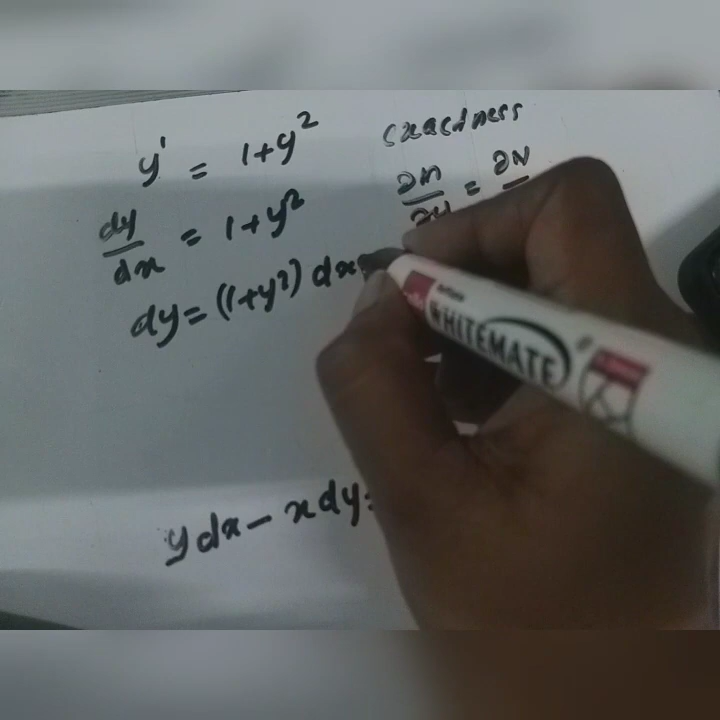 y' = 1+y²
exactness
∂M/∂y = ∂N
dy/dx = 1+y²
dy = (1+y²) dx
WHITEMATE
ydx - xdy=